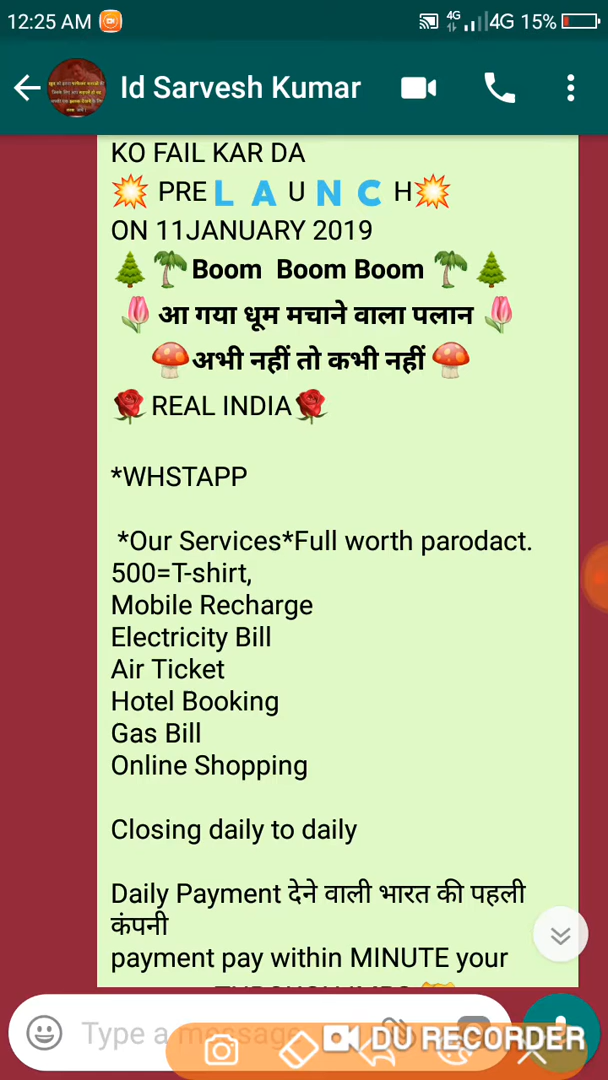 12:25 AM 4G 4G 15%
Id Sarvesh Kumar
KO FAIL KAR DA
💥 PRE L A U N C H💥
ON 11JANUARY 2019
🌲🌴Boom Boom Boom 🌴🌲
🌷 आ गया धूम मचाने वाला पलान 🌷
🍄अभी नहीं तो कभी नहीं 🍄
🌹REAL INDIA🌹
*WHSTAPP
*Our Services*Full worth parodact.
500=T-shirt,
Mobile Recharge
Electricity Bill
Air Ticket
Hotel Booking
Gas Bill
Online Shopping
Closing daily to daily
Daily Payment देने वाली भारत की पहली
कंपनी
payment pay within MINUTE your
Type a message
DU RECORDER